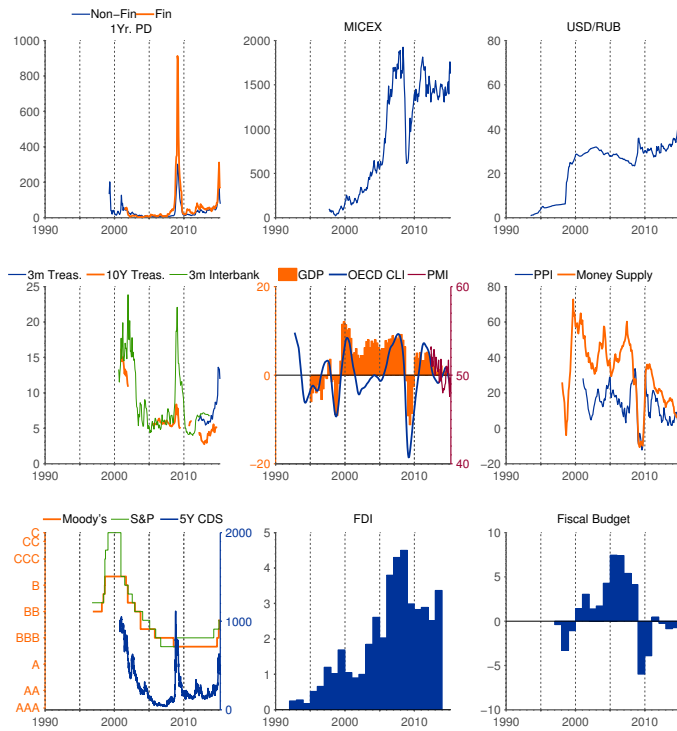 Non-Fin Fin
1Yr. PD
1000
800
600
400
200
0
1990 2000 2010
MICEX
2000
1500
1000
500
0
1990 2000 2010
USD/RUB
80
60
40
20
0
1990 2000 2010
3m Treas. 10Y Treas. 3m Interbank
25
20
15
10
5
0
1990 2000 2010
GDP OECD CLI PMI
20 60
0 50
-20 40
1990 2000 2010
PPI Money Supply
80
60
40
20
0
-20
1990 2000 2010
Moody's S&P 5Y CDS
C 2000
CC
CCC
B
BB 1000
BBB
A
AA
AAA 0
1990 2000 2010
FDI
5
4
3
2
1
0
1990 2000 2010
Fiscal Budget
10
5
0
-5
-10
1990 2000 2010